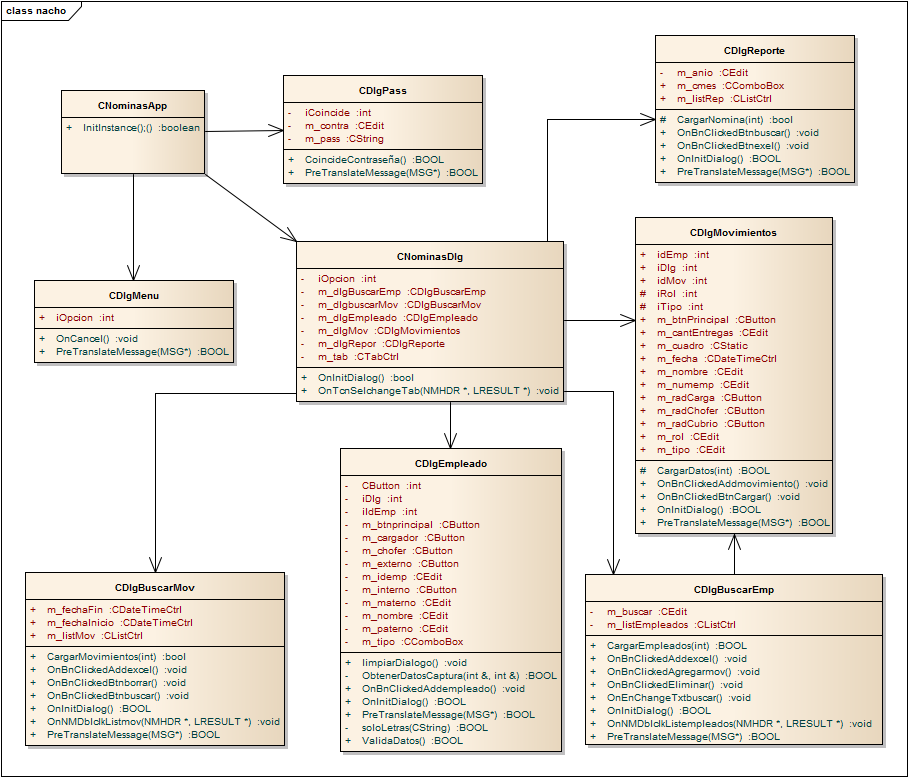 class nacho
CNominasApp
+ InitInstance();() :boolean
CDlgPass
- iCoincide :int
- m_contra :CEdit
- m_pass :CString
+ CoincideContraseña() :BOOL
+ PreTranslateMessage(MSG*) :BOOL
CDlgReporte
- m_anio :CEdit
+ m_cmes :CComboBox
+ m_listRep :CListCtrl
# CargarNomina(int) :bool
+ OnBnClickedBtnbuscar() :void
+ OnBnClickedBtnexel() :void
+ OnInitDialog() :BOOL
+ PreTranslateMessage(MSG*) :BOOL
CDlgMenu
+ iOpcion :int
+ OnCancel() :void
+ PreTranslateMessage(MSG*) :BOOL
CNominasDlg
- iOpcion :int
- m_dlgBuscarEmp :CDlgBuscarEmp
- m_dlgbuscarMov :CDlgBuscarMov
- m_dlgEmpleado :CDlgEmpleado
- m_dlgMov :CDlgMovimientos
- m_dlgRepor :CDlgReporte
- m_tab :CTabCtrl
+ OnInitDialog() :bool
+ OnTcnSelchangeTab(NMHDR *, LRESULT *) :void
CDlgMovimientos
+ idEmp :int
+ iDlg :int
+ idMov :int
# iRol :int
# iTipo :int
+ m_btnPrincipal :CButton
+ m_cantEntregas :CEdit
+ m_cuadro :CStatic
+ m_fecha :CDateTimeCtrl
+ m_nombre :CEdit
+ m_numemp :CEdit
+ m_radCarga :CButton
+ m_radChofer :CButton
+ m_radCubrio :CButton
+ m_rol :CEdit
+ m_tipo :CEdit
# CargarDatos(int) :BOOL
+ OnBnClickedAddmovimiento() :void
+ OnBnClickedBtnCargar() :void
+ OnInitDialog() :BOOL
+ PreTranslateMessage(MSG*) :BOOL
CDlgBuscarMov
+ m_fechaFin :CDateTimeCtrl
+ m_fechaInicio :CDateTimeCtrl
+ m_listMov :CListCtrl
+ CargarMovimientos(int) :bool
+ OnBnClickedAddexcel() :void
+ OnBnClickedBtnborrar() :void
+ OnBnClickedBtnbuscar() :void
+ OnInitDialog() :BOOL
+ OnNMDblclkListmov(NMHDR *, LRESULT *) :void
+ PreTranslateMessage(MSG*) :BOOL
CDlgEmpleado
- CButton :int
- iDlg :int
- iIdEmp :int
- m_btnprincipal :CButton
- m_cargador :CButton
- m_chofer :CButton
- m_externo :CButton
- m_idemp :CEdit
- m_interno :CButton
- m_materno :CEdit
- m_nombre :CEdit
- m_paterno :CEdit
- m_tipo :CComboBox
+ limpiarDialogo() :void
- ObtenerDatosCaptura(int &, int &) :BOOL
+ OnBnClickedAddempleado() :void
+ OnInitDialog() :BOOL
+ PreTranslateMessage(MSG*) :BOOL
- soloLetras(CString) :BOOL
+ ValidaDatos() :BOOL
CDlgBuscarEmp
- m_buscar :CEdit
- m_listEmpleados :CListCtrl
+ CargarEmpleados(int) :BOOL
+ OnBnClickedAddexcel() :void
+ OnBnClickedAgregarmov() :void
+ OnBnClickedEliminar() :void
+ OnEnChangeTxtbuscar() :void
+ OnInitDialog() :BOOL
+ OnNMDblclkListempleados(NMHDR *, LRESULT *) :void
+ PreTranslateMessage(MSG*) :BOOL